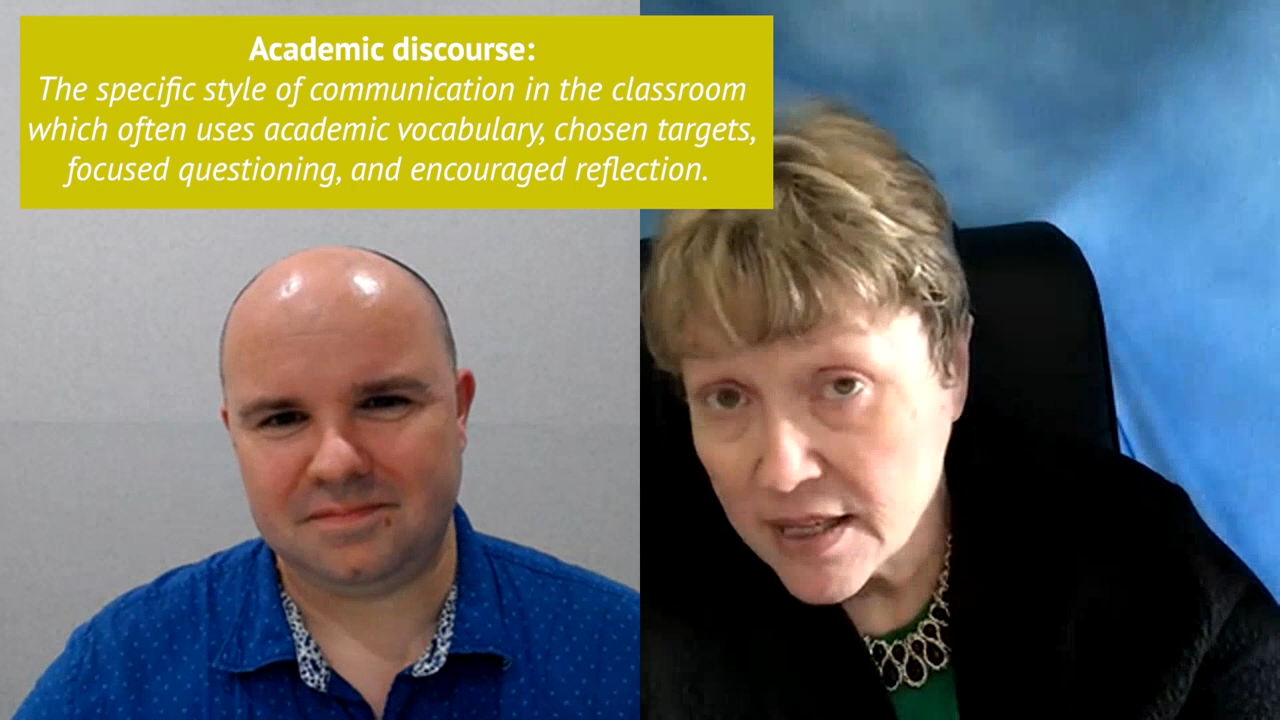 Academic discourse:
The specific style of communication in the classroom
which often uses academic vocabulary, chosen targets,
focused questioning, and encouraged reflection.